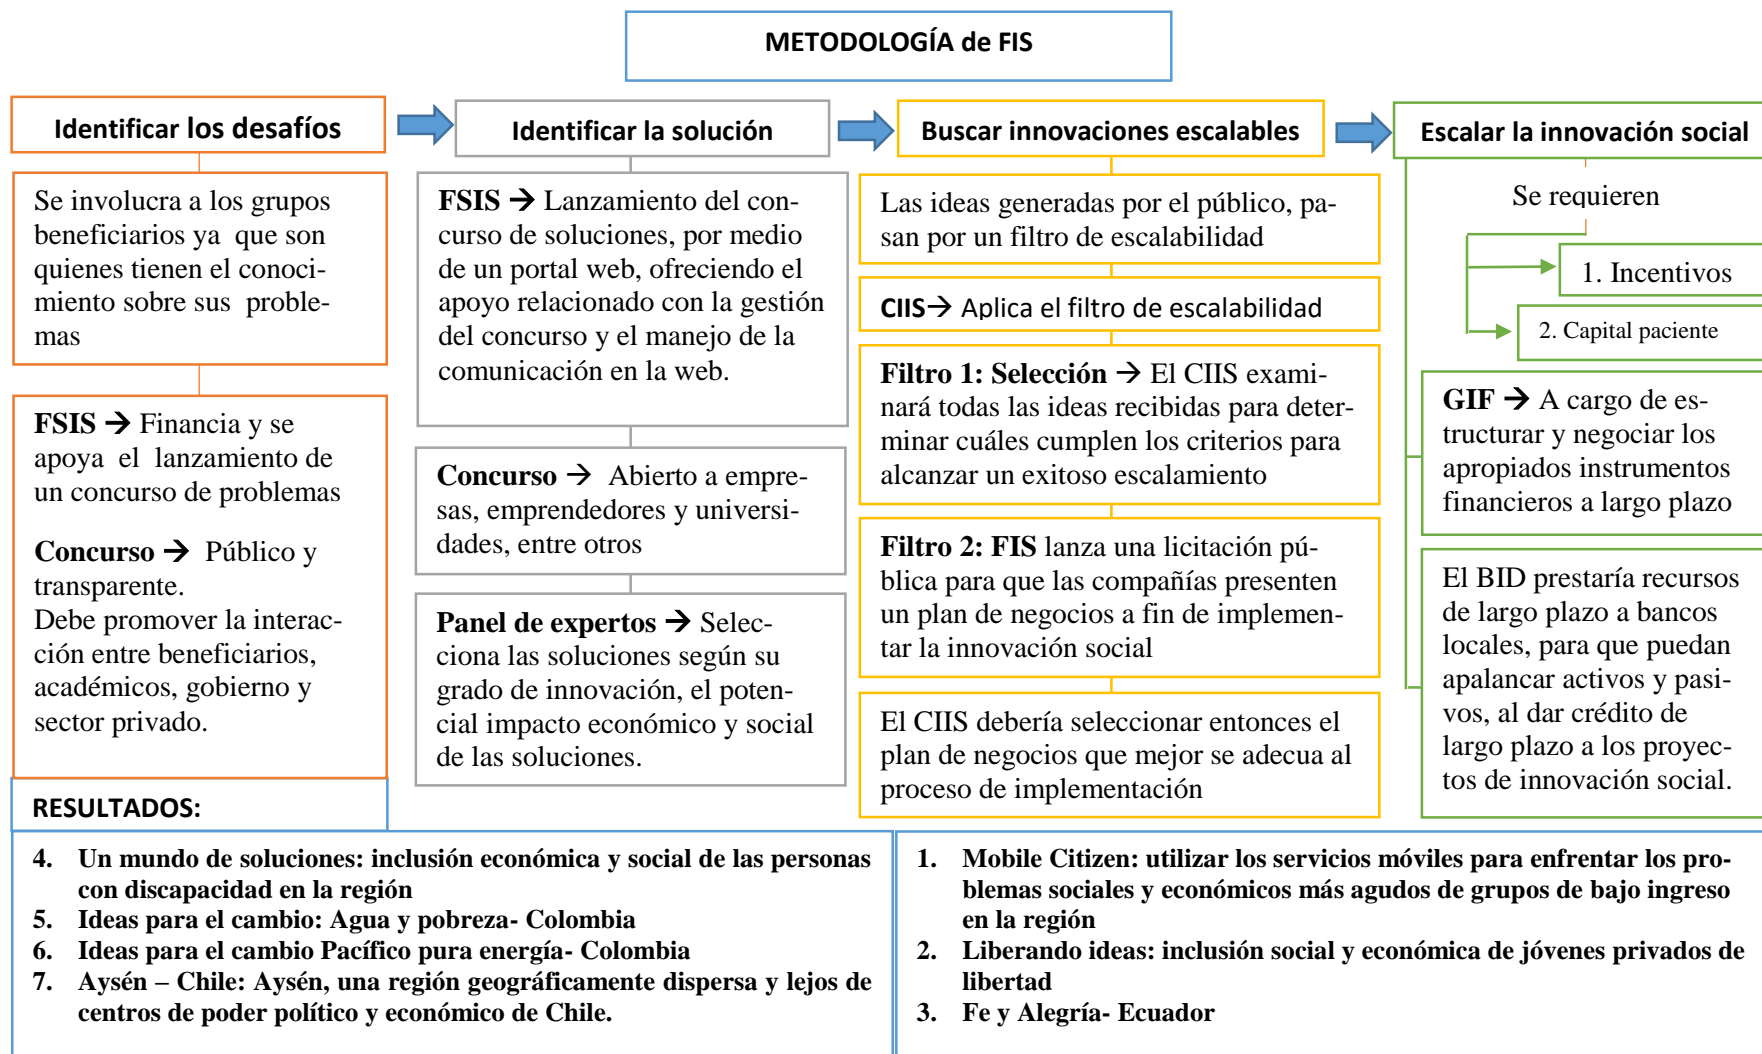 METODOLOGÍA de FIS
Identificar los desafíos
Se involucra a los grupos
beneficiarios ya que son
quienes tienen el conoci-
miento sobre sus proble-
mas
FSIS → Financia y se
apoya el lanzamiento de
un concurso de problemas
Concurso → Público y
transparente.
Debe promover la interac-
ción entre beneficiarios,
académicos, gobierno y
sector privado.
Identificar la solución
FSIS → Lanzamiento del con-
curso de soluciones, por medio
de un portal web, ofreciendo el
apoyo relacionado con la gestión
del concurso y el manejo de la
comunicación en la web.
Concurso → Abierto a empre-
sas, emprendedores y universi-
dades, entre otros
Panel de expertos → Selec-
ciona las soluciones según su
grado de innovación, el poten-
cial impacto económico y social
de las soluciones.
Buscar innovaciones escalables
Las ideas generadas por el público, pa-
san por un filtro de escalabilidad
CIIS→ Aplica el filtro de escalabilidad
Filtro 1: Selección → El CIIS exami-
nará todas las ideas recibidas para deter-
minar cuáles cumplen los criterios para
alcanzar un exitoso escalamiento
Filtro 2: FIS lanza una licitación pú-
blica para que las compañías presenten
un plan de negocios a fin de implemen-
tar la innovación social
El CIIS debería seleccionar entonces el
plan de negocios que mejor se adecua al
proceso de implementación
Escalar la innovación social
Se requieren
1. Incentivos
2. Capital paciente
GIF → A cargo de es-
tructurar y negociar los
apropiados instrumentos
financieros a largo plazo
El BID prestaría recursos
de largo plazo a bancos
locales, para que puedan
apalancar activos y pasi-
vos, al dar crédito de
largo plazo a los proyec-
tos de innovación social.
RESULTADOS:
4. Un mundo de soluciones: inclusión económica y social de las personas
con discapacidad en la región
5. Ideas para el cambio: Agua y pobreza- Colombia
6. Ideas para el cambio Pacífico pura energía- Colombia
7. Aysén – Chile: Aysén, una región geográficamente dispersa y lejos de
centros de poder político y económico de Chile.
1. Mobile Citizen: utilizar los servicios móviles para enfrentar los pro-
blemas sociales y económicos más agudos de grupos de bajo ingreso
en la región
2. Liberando ideas: inclusión social y económica de jóvenes privados de
libertad
3. Fe y Alegría- Ecuador